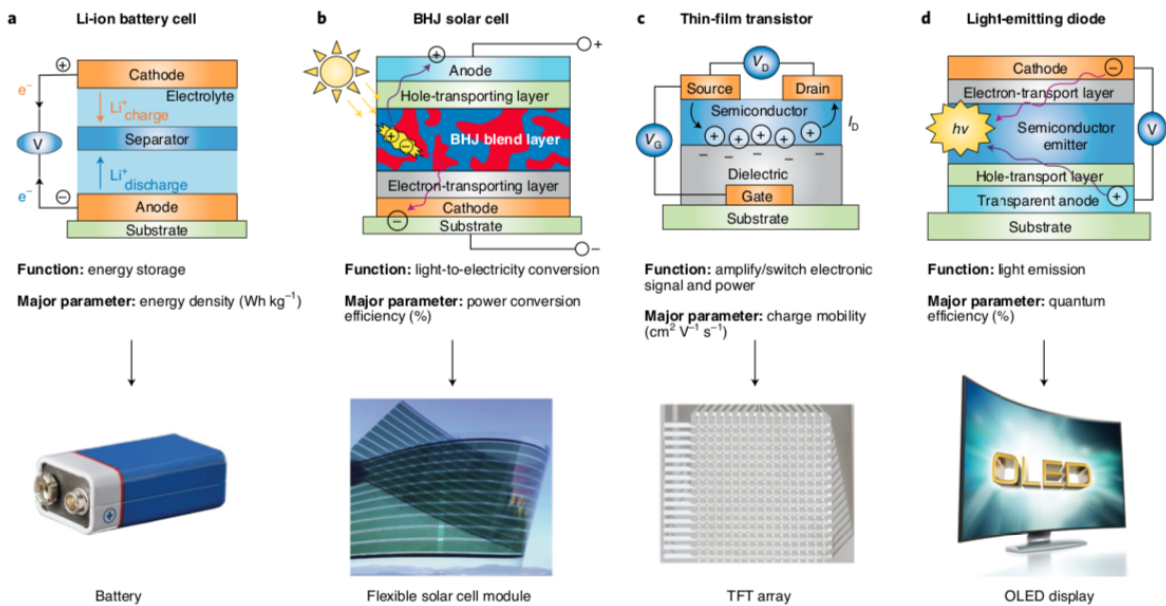 a Li-ion battery cell
+
Cathode
Electrolyte
e−
Li+ charge
V
Separator
Li+ discharge
e−
−
Anode
Substrate
Function: energy storage
Major parameter: energy density (Wh kg−1)
Battery
b BHJ solar cell
+
+
Anode
Hole-transporting layer
+
−
BHJ blend layer
Electron-transporting layer
Cathode
−
Substrate
−
Function: light-to-electricity conversion
Major parameter: power conversion
efficiency (%)
Flexible solar cell module
c Thin-film transistor
VD
Source
Drain
Semiconductor
ID
VG
+ + + + +
− − − − − −
Dielectric
Gate
Substrate
Function: amplify/switch electronic
signal and power
Major parameter: charge mobility
(cm2 V−1 s−1)
TFT array
d Light-emitting diode
Cathode
−
Electron-transport layer
hν
Semiconductor
emitter
V
Hole-transport layer
Transparent anode
+
Substrate
Function: light emission
Major parameter: quantum
efficiency (%)
OLED
OLED display